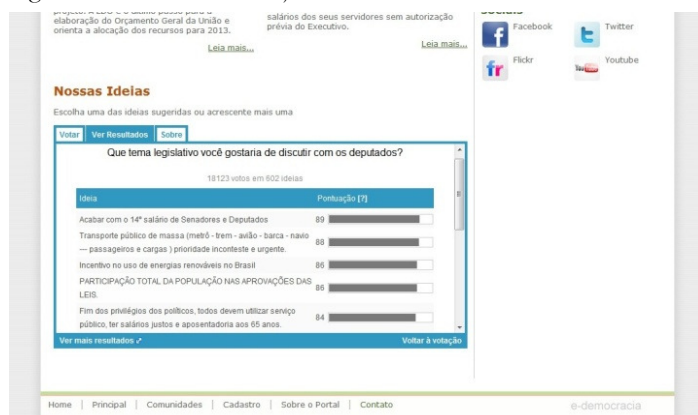 elaboração do Orçamento Geral da União e
orienta a alocação dos recursos para 2013.
Leia mais...
salários dos seus servidores sem autorização
prévia do Executivo.
Leia mais...
Facebook
Twitter
Flickr
Youtube
Nossas Ideias
Escolha uma das ideias sugeridas ou acrescente mais uma
Votar Ver Resultados Sobre
Que tema legislativo você gostaria de discutir com os deputados?
18123 votos em 602 ideias
Ideia Pontuação [?]
Acabar com o 14º salário de Senadores e Deputados 89
Transporte público de massa (metrô - trem - avião - barca - navio
— passageiros e cargas ) prioridade inconteste e urgente. 88
Incentivo no uso de energias renováveis no Brasil 86
PARTICIPAÇÃO TOTAL DA POPULAÇÃO NAS APROVAÇÕES DAS
LEIS. 86
Fim dos privilégios dos políticos, todos devem utilizar serviço
público, ter salários justos e aposentadoria aos 65 anos. 84
Ver mais resultados Voltar à votação
Home | Principal | Comunidades | Cadastro | Sobre o Portal | Contato
e-democracia